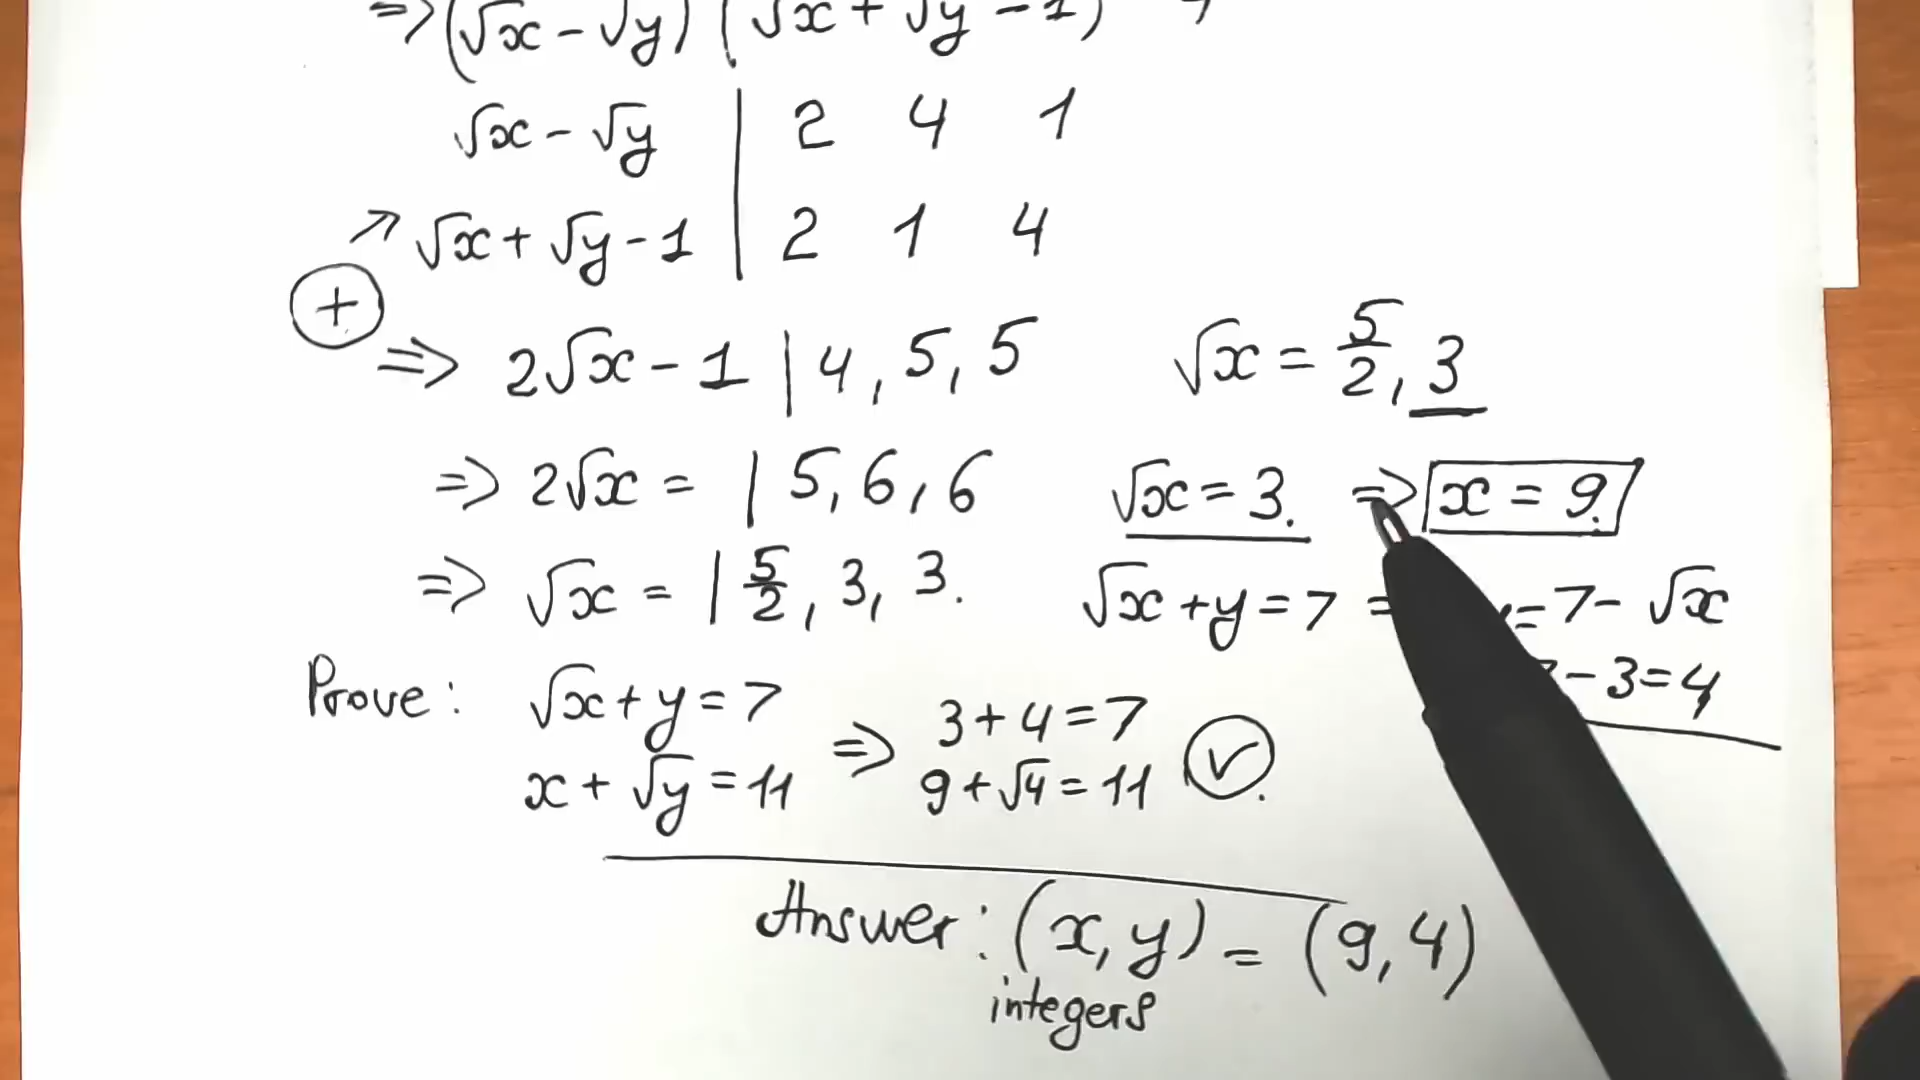 => (√x - √y) (√x + √y - 1)
√x - √y | 2 4 1
√x + √y - 1 | 2 1 4
+
=> 2√x - 1 | 4, 5, 5
√x = 5/2, 3
=> 2√x = | 5, 6, 6
√x = 3. => x = 9.
=> √x = | 5/2, 3, 3.
√x + y = 7 = = 7 - √x
- 3 = 4
Prove: √x + y = 7
x + √y = 11
=> 3 + 4 = 7
9 + √4 = 11 ✓
Answer: (x, y) = (9, 4)
integers